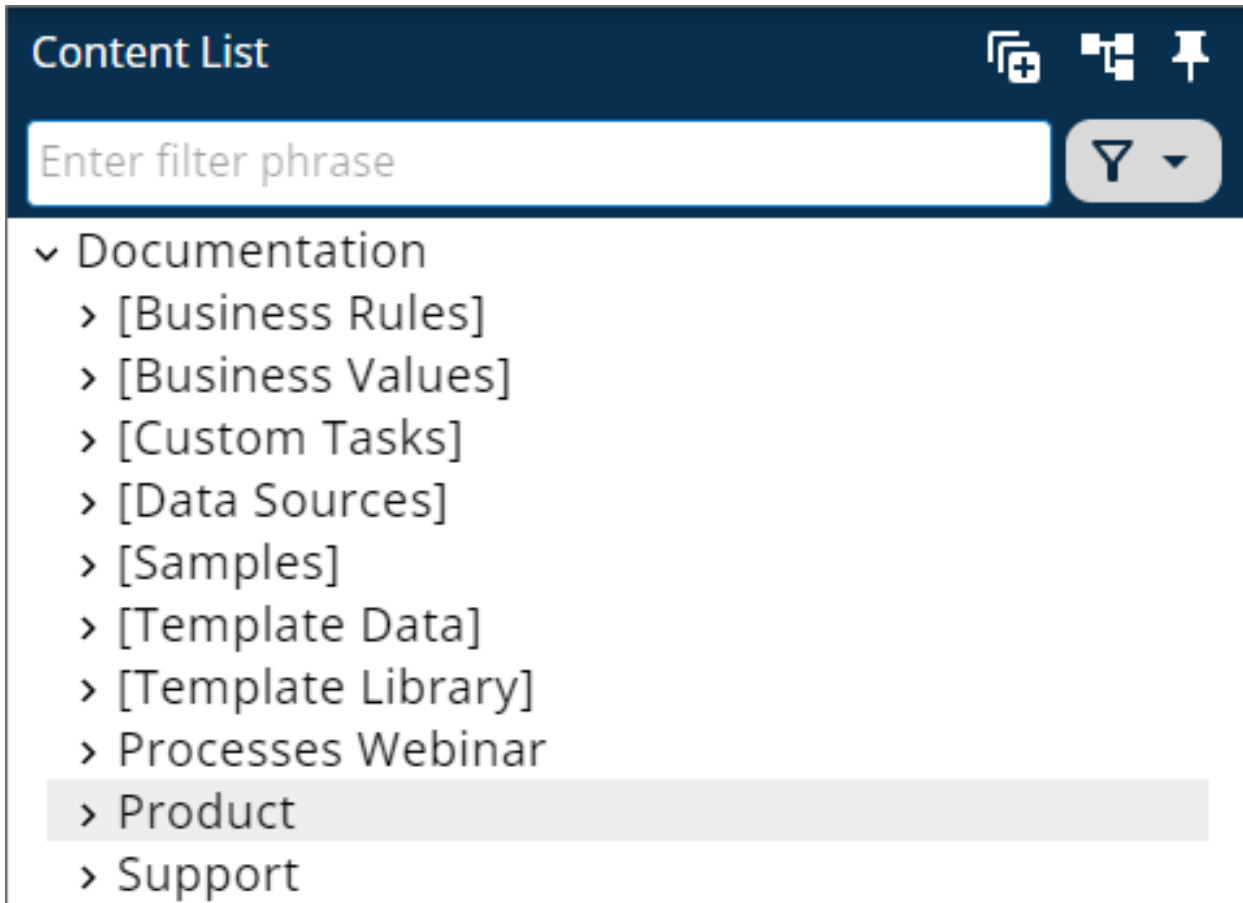 Content List
Enter filter phrase
Documentation
[Business Rules]
[Business Values]
[Custom Tasks]
[Data Sources]
[Samples]
[Template Data]
[Template Library]
Processes Webinar
Product
Support